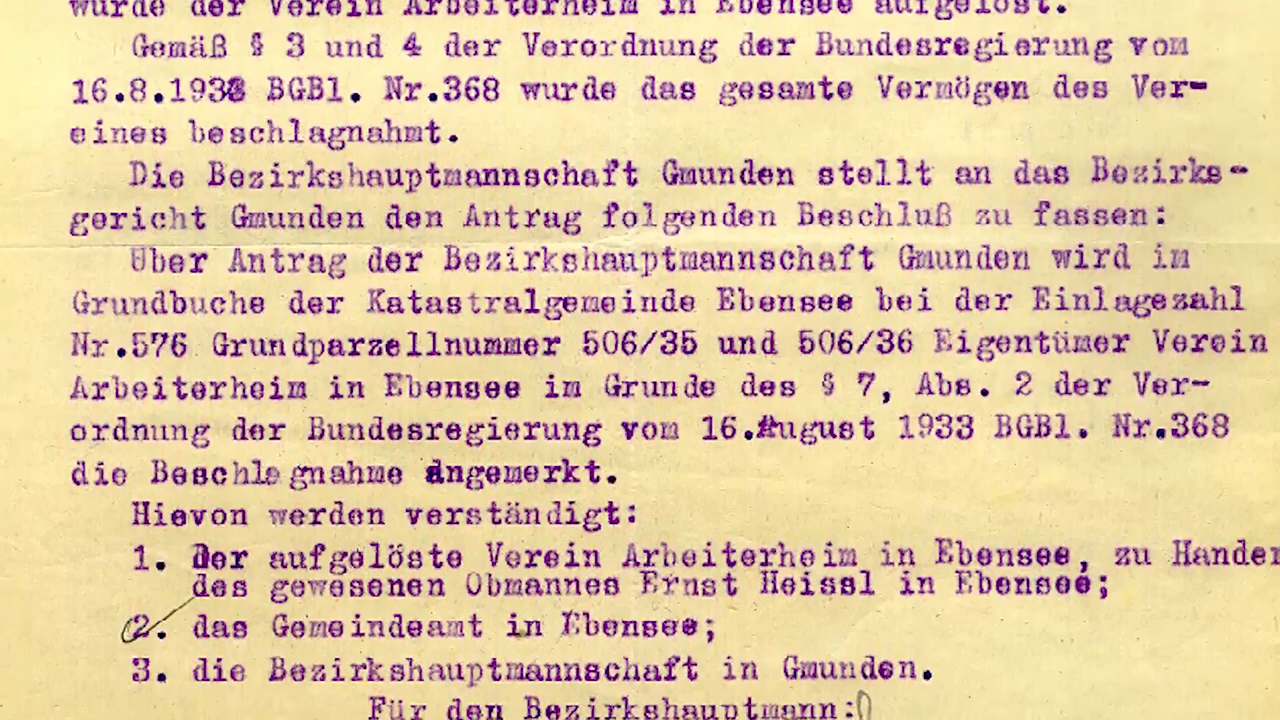 wurde der Verein Arbeiterheim in Ebensee aufgelöst.
Gemäß § 3 und 4 der Verordnung der Bundesregierung vom
16.8.1933 BGBl. Nr.368 wurde das gesamte Vermögen des Ver-
eines beschlagnahmt.
Die Bezirkshauptmannschaft Gmunden stellt an das Bezirks-
gericht Gmunden den Antrag folgenden Beschluß zu fassen:
Über Antrag der Bezirkshauptmannschaft Gmunden wird im
Grundbuche der Katastralgemeinde Ebensee bei der Einlagezahl
Nr.576 Grundparzellnummer 506/35 und 506/36 Eigentümer Verein
Arbeiterheim in Ebensee im Grunde des § 7, Abs. 2 der Ver-
ordnung der Bundesregierung vom 16.August 1933 BGBl. Nr.368
die Beschlagnahme angemerkt.
Hievon werden verständigt:
1. Der aufgelöste Verein Arbeiterheim in Ebensee, zu Handen
des gewesenen Obmannes Ernst Heissl in Ebensee;
2. das Gemeindeamt in Ebensee;
3. die Bezirkshauptmannschaft in Gmunden.
Für den Bezirkshauptmann: